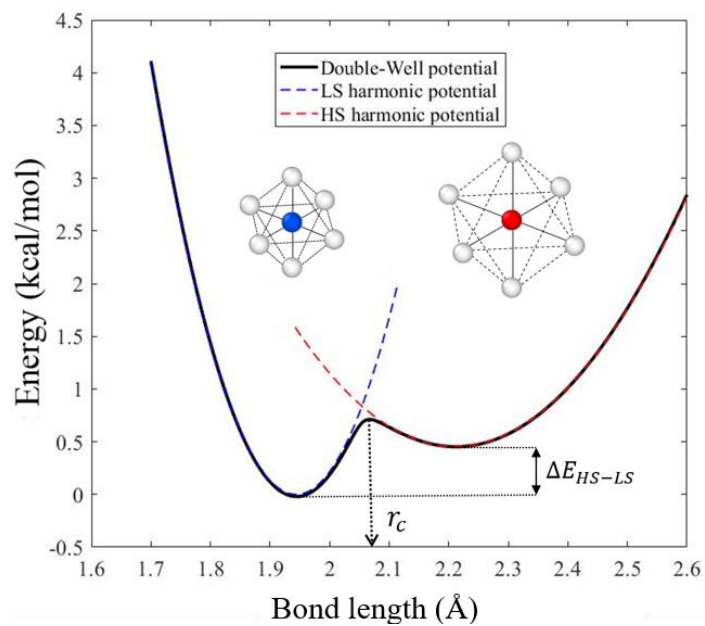 4.5
4
3.5
3
2.5
2
1.5
1
0.5
0
-0.5
Energy (kcal/mol)
Double-Well potential
LS harmonic potential
HS harmonic potential
ΔE_{HS−LS}
r_c
1.6 1.7 1.8 1.9 2 2.1 2.2 2.3 2.4 2.5 2.6
Bond length (Å)